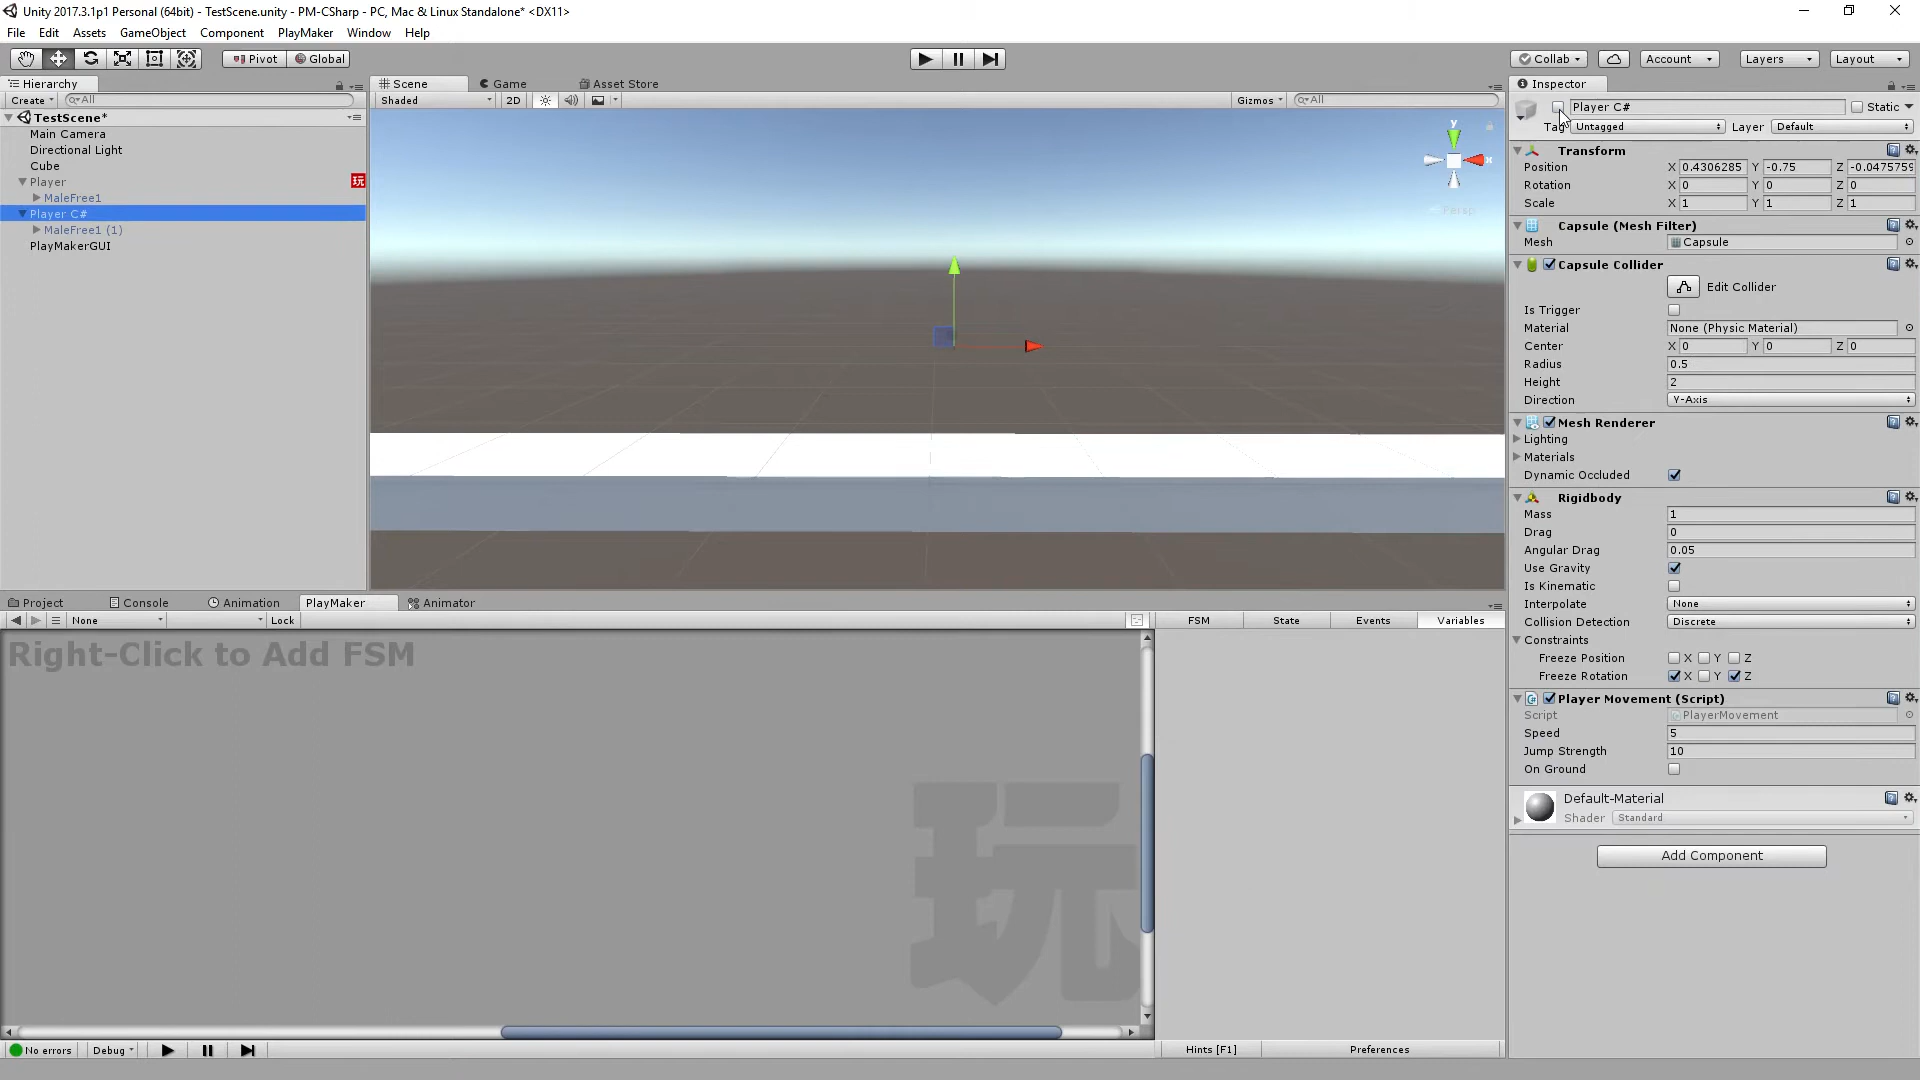 Unity 2017.3.1p1 Personal (64bit) - TestScene.unity - PM-CSharp - PC, Mac & Linux Standalone* <DX11>
File Edit Assets GameObject Component PlayMaker Window Help
Pivot Global Collab Account Layers Layout
Hierarchy Scene Game Asset Store Inspector
Create All Shaded 2D Gizmos All
Player C# Static
TestScene*
Tag Untagged Layer Default
Main Camera
Directional Light
Cube
Player 玩
MaleFree1
Player C#
MaleFree1 (1)
PlayMakerGUI
y
x
Persp
Transform
Position X 0.4306285 Y -0.75 Z -0.0475759
Rotation X 0 Y 0 Z 0
Scale X 1 Y 1 Z 1
Capsule (Mesh Filter)
Mesh Capsule
Capsule Collider
Edit Collider
Is Trigger
Material None (Physic Material)
Center X 0 Y 0 Z 0
Radius 0.5
Height 2
Direction Y-Axis
Mesh Renderer
Lighting
Materials
Dynamic Occluded
Rigidbody
Mass 1
Drag 0
Angular Drag 0.05
Use Gravity
Is Kinematic
Interpolate None
Collision Detection Discrete
Constraints
Freeze Position X Y Z
Freeze Rotation X Y Z
Player Movement (Script)
Script PlayerMovement
Speed 5
Jump Strength 10
On Ground
Default-Material
Shader Standard
Add Component
Project Console Animation PlayMaker Animator
None Lock FSM State Events Variables
Right-Click to Add FSM
玩
No errors Debug Hints [F1] Preferences